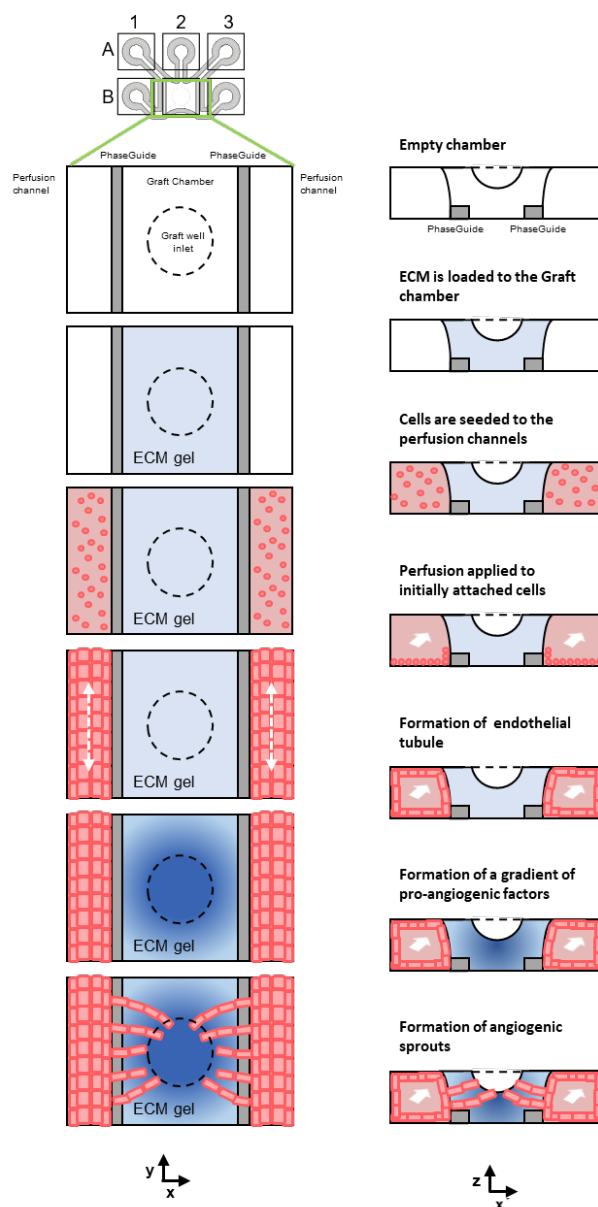 1 2 3
A
B
PhaseGuide PhaseGuide
Perfusion channel
Graft Chamber
Perfusion channel
Graft well inlet
ECM gel
ECM gel
ECM gel
ECM gel
ECM gel
y
x
Empty chamber
PhaseGuide PhaseGuide
ECM is loaded to the Graft
chamber
Cells are seeded to the
perfusion channels
Perfusion applied to
initially attached cells
Formation of endothelial
tubule
Formation of a gradient of
pro-angiogenic factors
Formation of angiogenic
sprouts
z
x